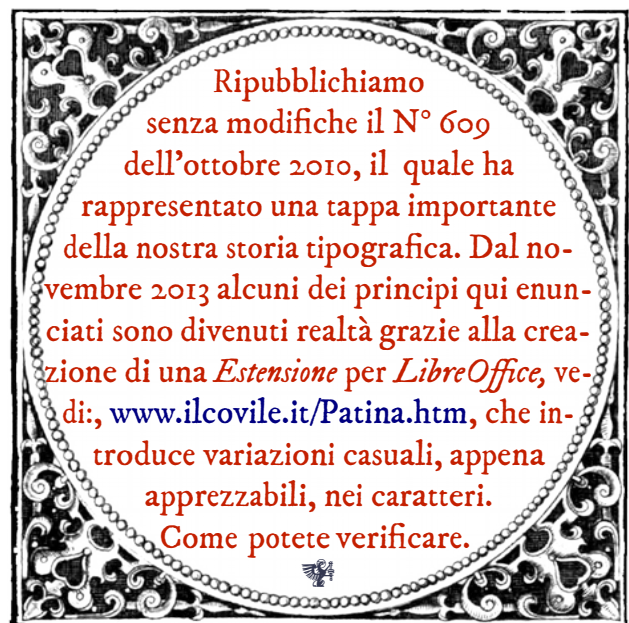 Ripubblichiamo
senza modifiche il N° 609
dell’ottobre 2010, il quale ha
rappresentato una tappa importante
della nostra storia tipografica. Dal no-
vembre 2013 alcuni dei principi qui enun-
ciati sono divenuti realtà grazie alla crea-
zione di una Estensione per LibreOffice, ve-
di:, www.ilcovile.it/Patina.htm, che in-
troduce variazioni casuali, appena
apprezzabili, nei caratteri.
Come potete verificare.